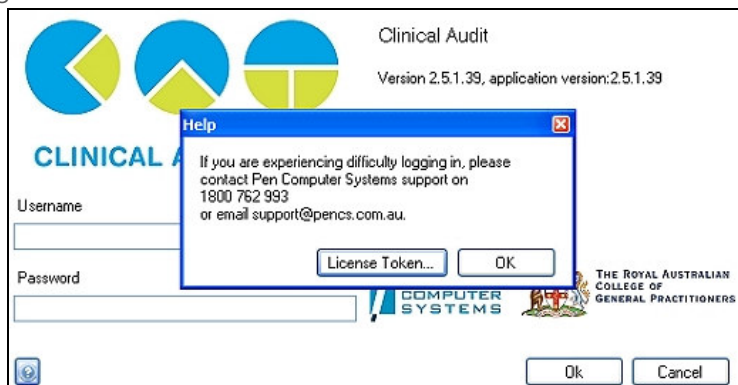 Clinical Audit
Version 2.5.1.39, application version:2.5.1.39
Help
CLINICAL
If you are experiencing difficulty logging in, please
contact Pen Computer Systems support on
1800 762 993
or email support@pencs.com.au.
Username
License Token...
OK
Password
COMPUTER
SYSTEMS
THE ROYAL AUSTRALIAN
COLLEGE OF
GENERAL PRACTITIONERS
Ok
Cancel